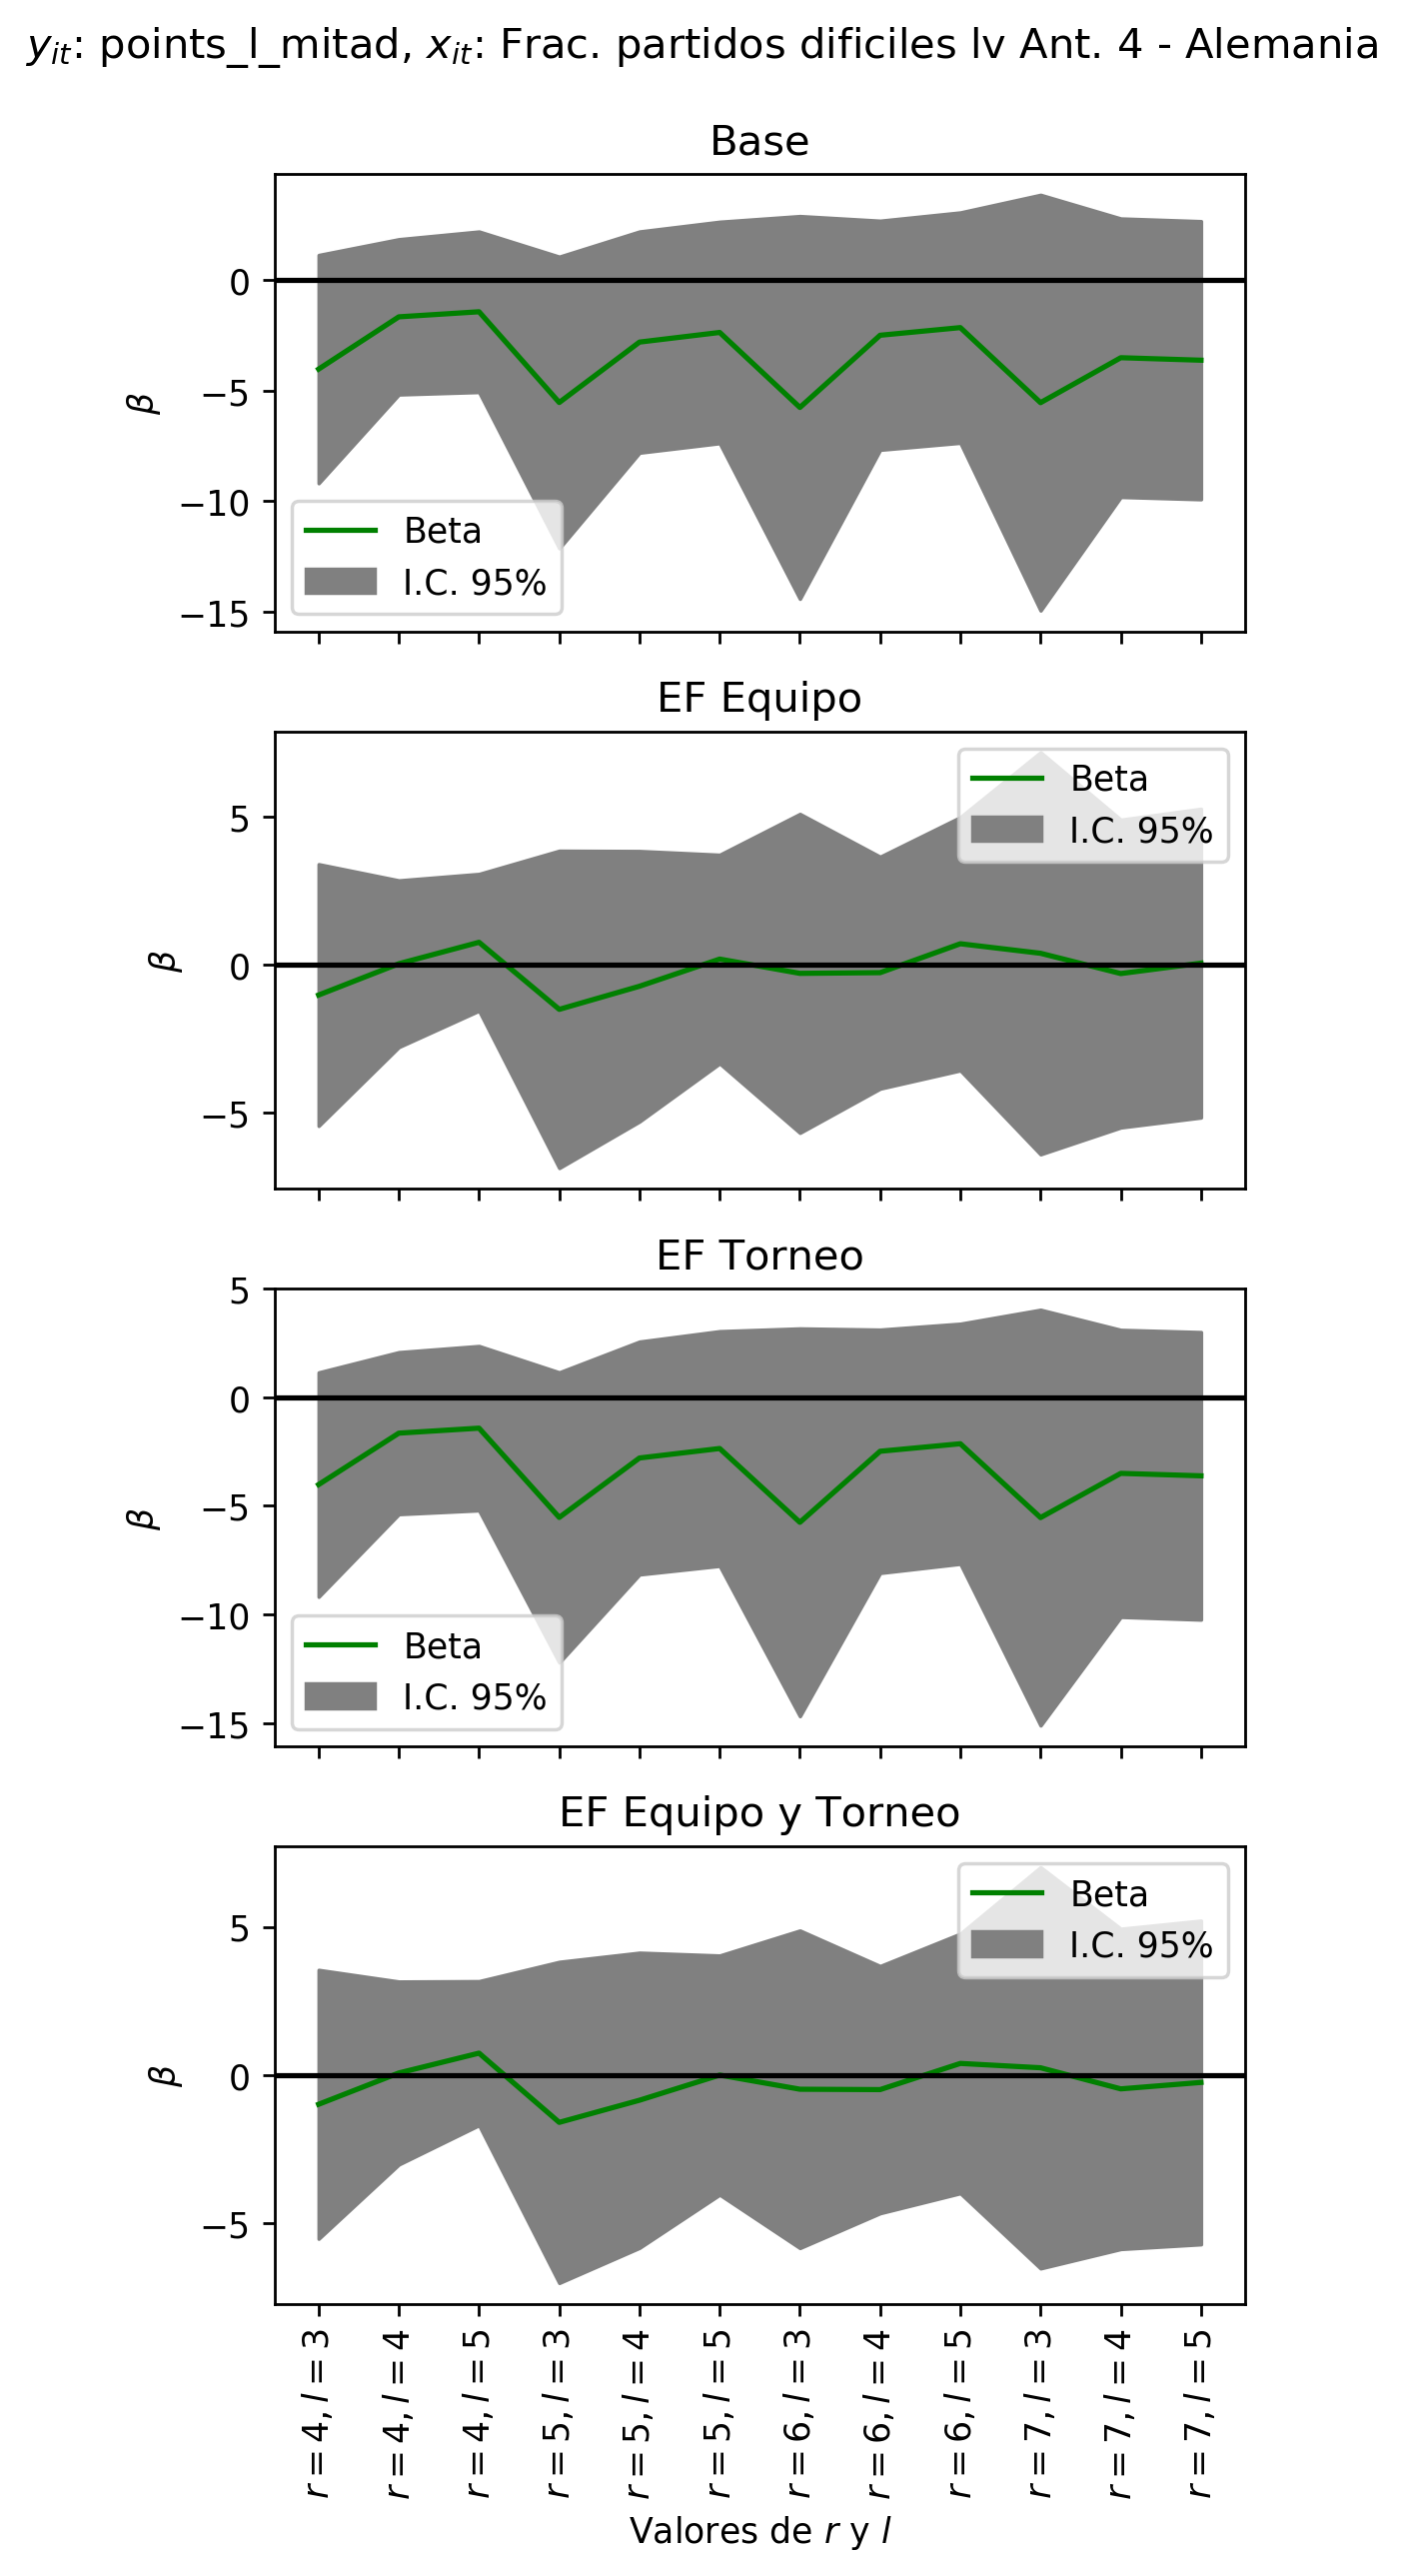 y_it: points_l_mitad, x_it: Frac. partidos dificiles lv Ant. 4 - Alemania
Base
0
−5
−10
−15
β
Beta
I.C. 95%
EF Equipo
5
0
−5
β
Beta
I.C. 95%
EF Torneo
5
0
−5
−10
−15
β
Beta
I.C. 95%
EF Equipo y Torneo
5
0
−5
β
Beta
I.C. 95%
r = 4, l = 3
r = 4, l = 4
r = 4, l = 5
r = 5, l = 3
r = 5, l = 4
r = 5, l = 5
r = 6, l = 3
r = 6, l = 4
r = 6, l = 5
r = 7, l = 3
r = 7, l = 4
r = 7, l = 5
Valores de r y l